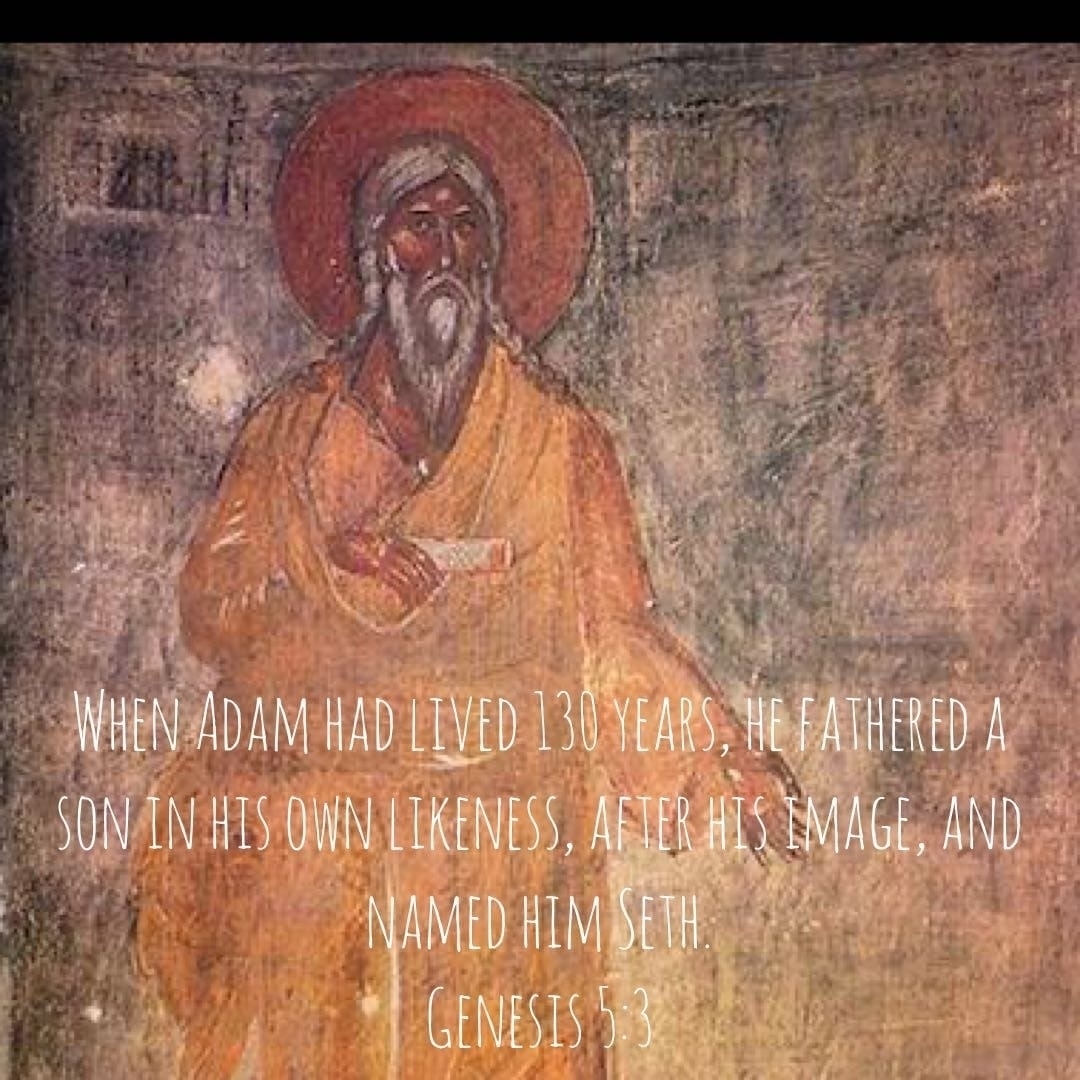 When Adam had lived 130 years, he fathered a
son in his own likeness, after his image, and
named him Seth.
Genesis 5:3